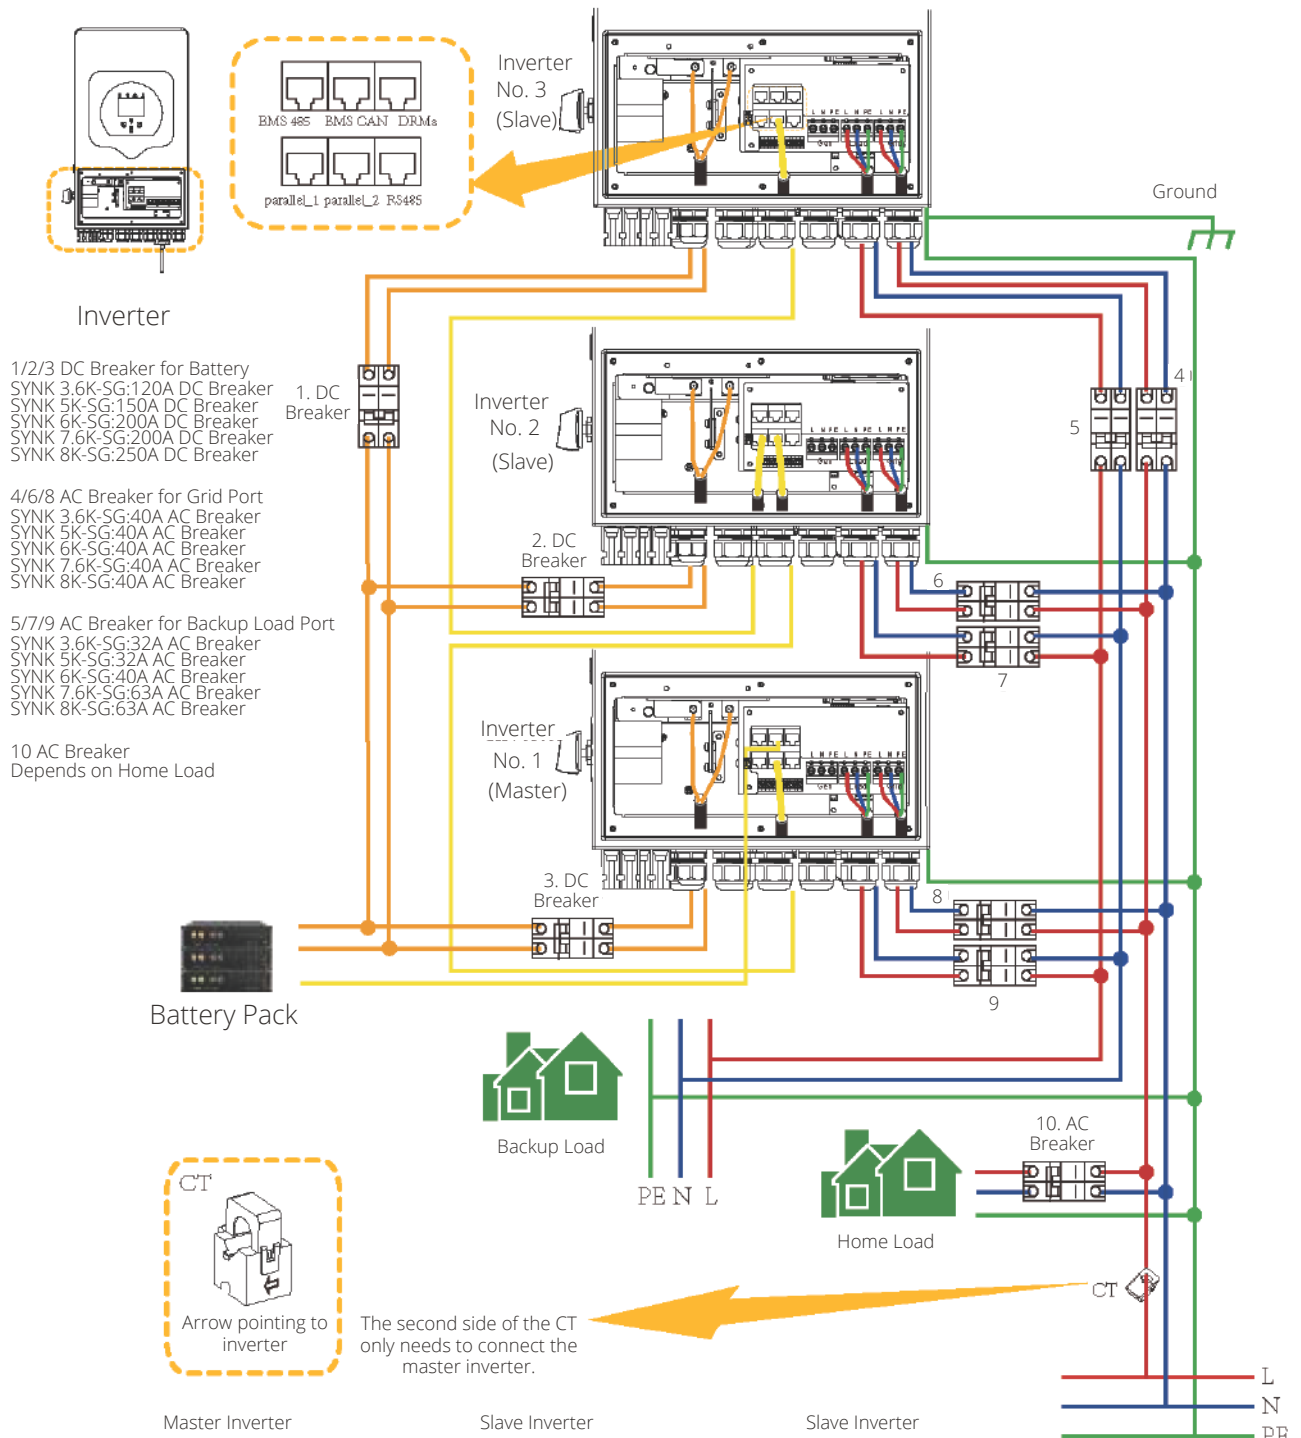 BMS 485 BMS CAN DRMs
parallel_1 parallel_2 RS485
Inverter
No. 3
(Slave)
Ground
Inverter
1/2/3 DC Breaker for Battery
SYNK 3.6K-SG:120A DC Breaker
SYNK 5K-SG:150A DC Breaker
SYNK 6K-SG:200A DC Breaker
SYNK 7.6K-SG:200A DC Breaker
SYNK 8K-SG:250A DC Breaker
4/6/8 AC Breaker for Grid Port
SYNK 3.6K-SG:40A AC Breaker
SYNK 5K-SG:40A AC Breaker
SYNK 6K-SG:40A AC Breaker
SYNK 7.6K-SG:40A AC Breaker
SYNK 8K-SG:40A AC Breaker
5/7/9 AC Breaker for Backup Load Port
SYNK 3.6K-SG:32A AC Breaker
SYNK 5K-SG:32A AC Breaker
SYNK 6K-SG:40A AC Breaker
SYNK 7.6K-SG:63A AC Breaker
SYNK 8K-SG:63A AC Breaker
10 AC Breaker
Depends on Home Load
1. DC
Breaker
Inverter
No. 2
(Slave)
4
5
2. DC
Breaker
6
7
Inverter
No. 1
(Master)
L N PE L N PE L N PE
3. DC
Breaker
8
9
Battery Pack
Backup Load
PE N L
10. AC
Breaker
Home Load
CT
Arrow pointing to
inverter
The second side of the CT
only needs to connect the
master inverter.
CT
L
N
PE
Master Inverter
Slave Inverter
Slave Inverter